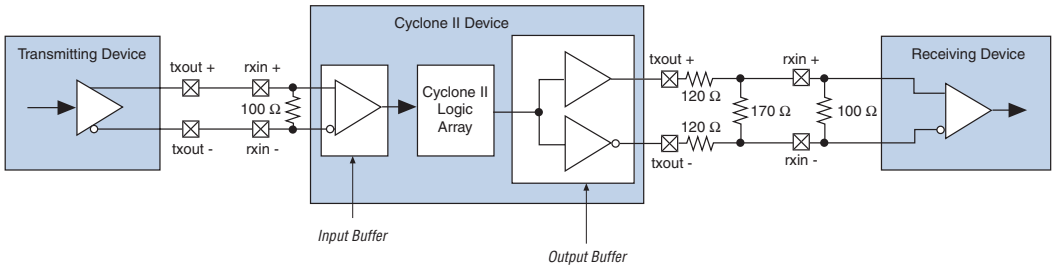 Cyclone II Device
Transmitting Device
txout +
rxin +
100 Ω
txout -
rxin -
Cyclone II
Logic
Array
txout +
120 Ω
rxin +
170 Ω
100 Ω
120 Ω
txout -
rxin -
Receiving Device
Input Buffer
Output Buffer